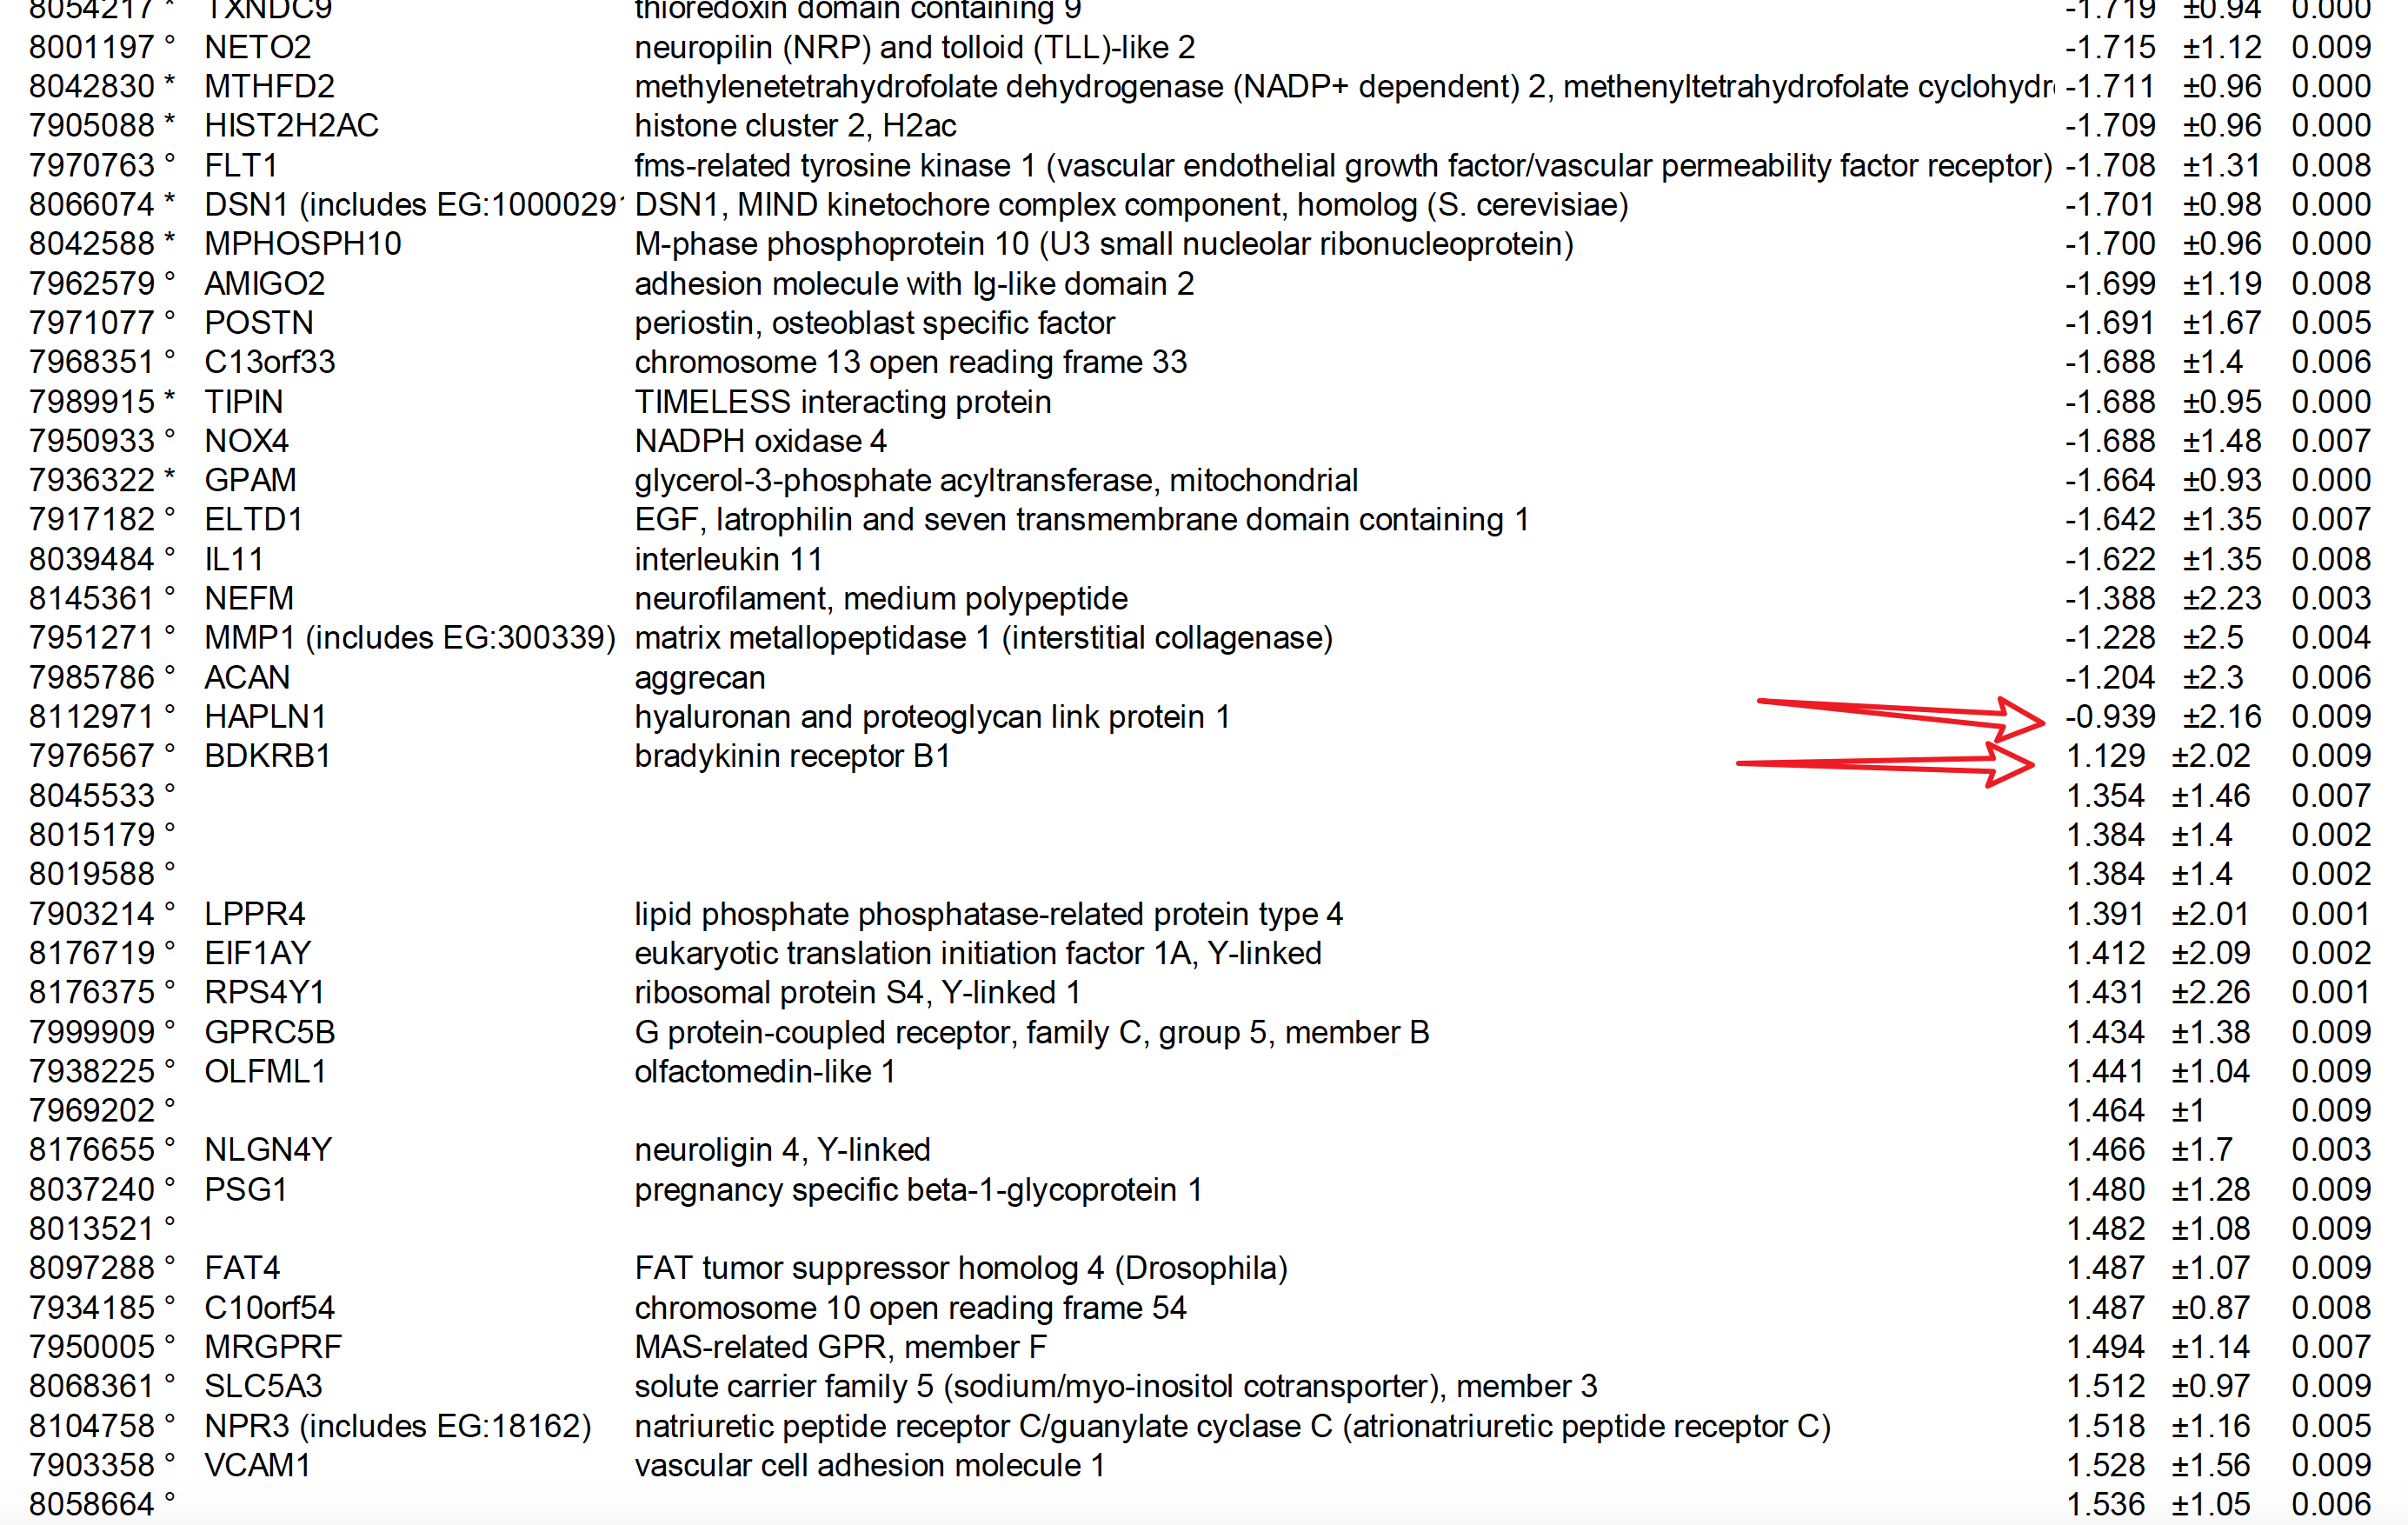 8054217 * TXNDC9 thioredoxin domain containing 9 -1.719 ±0.94 0.000
8001197 ° NETO2 neuropilin (NRP) and tolloid (TLL)-like 2 -1.715 ±1.12 0.009
8042830 * MTHFD2 methylenetetrahydrofolate dehydrogenase (NADP+ dependent) 2, methenyltetrahydrofolate cyclohydr -1.711 ±0.96 0.000
7905088 * HIST2H2AC histone cluster 2, H2ac -1.709 ±0.96 0.000
7970763 ° FLT1 fms-related tyrosine kinase 1 (vascular endothelial growth factor/vascular permeability factor receptor) -1.708 ±1.31 0.008
8066074 * DSN1 (includes EG:10000291 DSN1, MIND kinetochore complex component, homolog (S. cerevisiae) -1.701 ±0.98 0.000
8042588 * MPHOSPH10 M-phase phosphoprotein 10 (U3 small nucleolar ribonucleoprotein) -1.700 ±0.96 0.000
7962579 ° AMIGO2 adhesion molecule with Ig-like domain 2 -1.699 ±1.19 0.008
7971077 ° POSTN periostin, osteoblast specific factor -1.691 ±1.67 0.005
7968351 ° C13orf33 chromosome 13 open reading frame 33 -1.688 ±1.4 0.006
7989915 * TIPIN TIMELESS interacting protein -1.688 ±0.95 0.000
7950933 ° NOX4 NADPH oxidase 4 -1.688 ±1.48 0.007
7936322 * GPAM glycerol-3-phosphate acyltransferase, mitochondrial -1.664 ±0.93 0.000
7917182 ° ELTD1 EGF, latrophilin and seven transmembrane domain containing 1 -1.642 ±1.35 0.007
8039484 ° IL11 interleukin 11 -1.622 ±1.35 0.008
8145361 ° NEFM neurofilament, medium polypeptide -1.388 ±2.23 0.003
7951271 ° MMP1 (includes EG:300339) matrix metallopeptidase 1 (interstitial collagenase) -1.228 ±2.5 0.004
7985786 ° ACAN aggrecan -1.204 ±2.3 0.006
8112971 ° HAPLN1 hyaluronan and proteoglycan link protein 1 -0.939 ±2.16 0.009
7976567 ° BDKRB1 bradykinin receptor B1 1.129 ±2.02 0.009
8045533 ° 1.354 ±1.46 0.007
8015179 ° 1.384 ±1.4 0.002
8019588 ° 1.384 ±1.4 0.002
7903214 ° LPPR4 lipid phosphate phosphatase-related protein type 4 1.391 ±2.01 0.001
8176719 ° EIF1AY eukaryotic translation initiation factor 1A, Y-linked 1.412 ±2.09 0.002
8176375 ° RPS4Y1 ribosomal protein S4, Y-linked 1 1.431 ±2.26 0.001
7999909 ° GPRC5B G protein-coupled receptor, family C, group 5, member B 1.434 ±1.38 0.009
7938225 ° OLFML1 olfactomedin-like 1 1.441 ±1.04 0.009
7969202 ° 1.464 ±1 0.009
8176655 ° NLGN4Y neuroligin 4, Y-linked 1.466 ±1.7 0.003
8037240 ° PSG1 pregnancy specific beta-1-glycoprotein 1 1.480 ±1.28 0.009
8013521 ° 1.482 ±1.08 0.009
8097288 ° FAT4 FAT tumor suppressor homolog 4 (Drosophila) 1.487 ±1.07 0.009
7934185 ° C10orf54 chromosome 10 open reading frame 54 1.487 ±0.87 0.008
7950005 ° MRGPRF MAS-related GPR, member F 1.494 ±1.14 0.007
8068361 ° SLC5A3 solute carrier family 5 (sodium/myo-inositol cotransporter), member 3 1.512 ±0.97 0.009
8104758 ° NPR3 (includes EG:18162) natriuretic peptide receptor C/guanylate cyclase C (atrionatriuretic peptide receptor C) 1.518 ±1.16 0.005
7903358 ° VCAM1 vascular cell adhesion molecule 1 1.528 ±1.56 0.009
8058664 ° 1.536 ±1.05 0.006